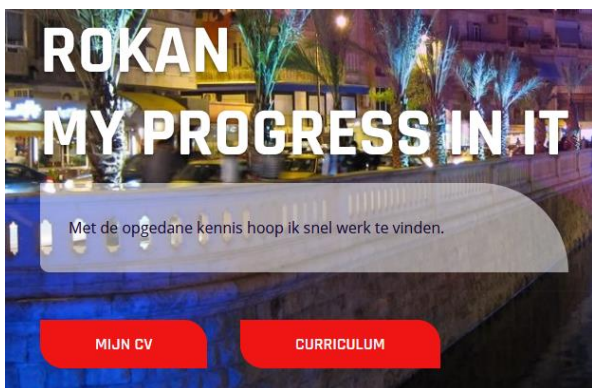 ROKAN
MY PROGRESS IN IT
Met de opgedane kennis hoop ik snel werk te vinden.
MIJN CV
CURRICULUM